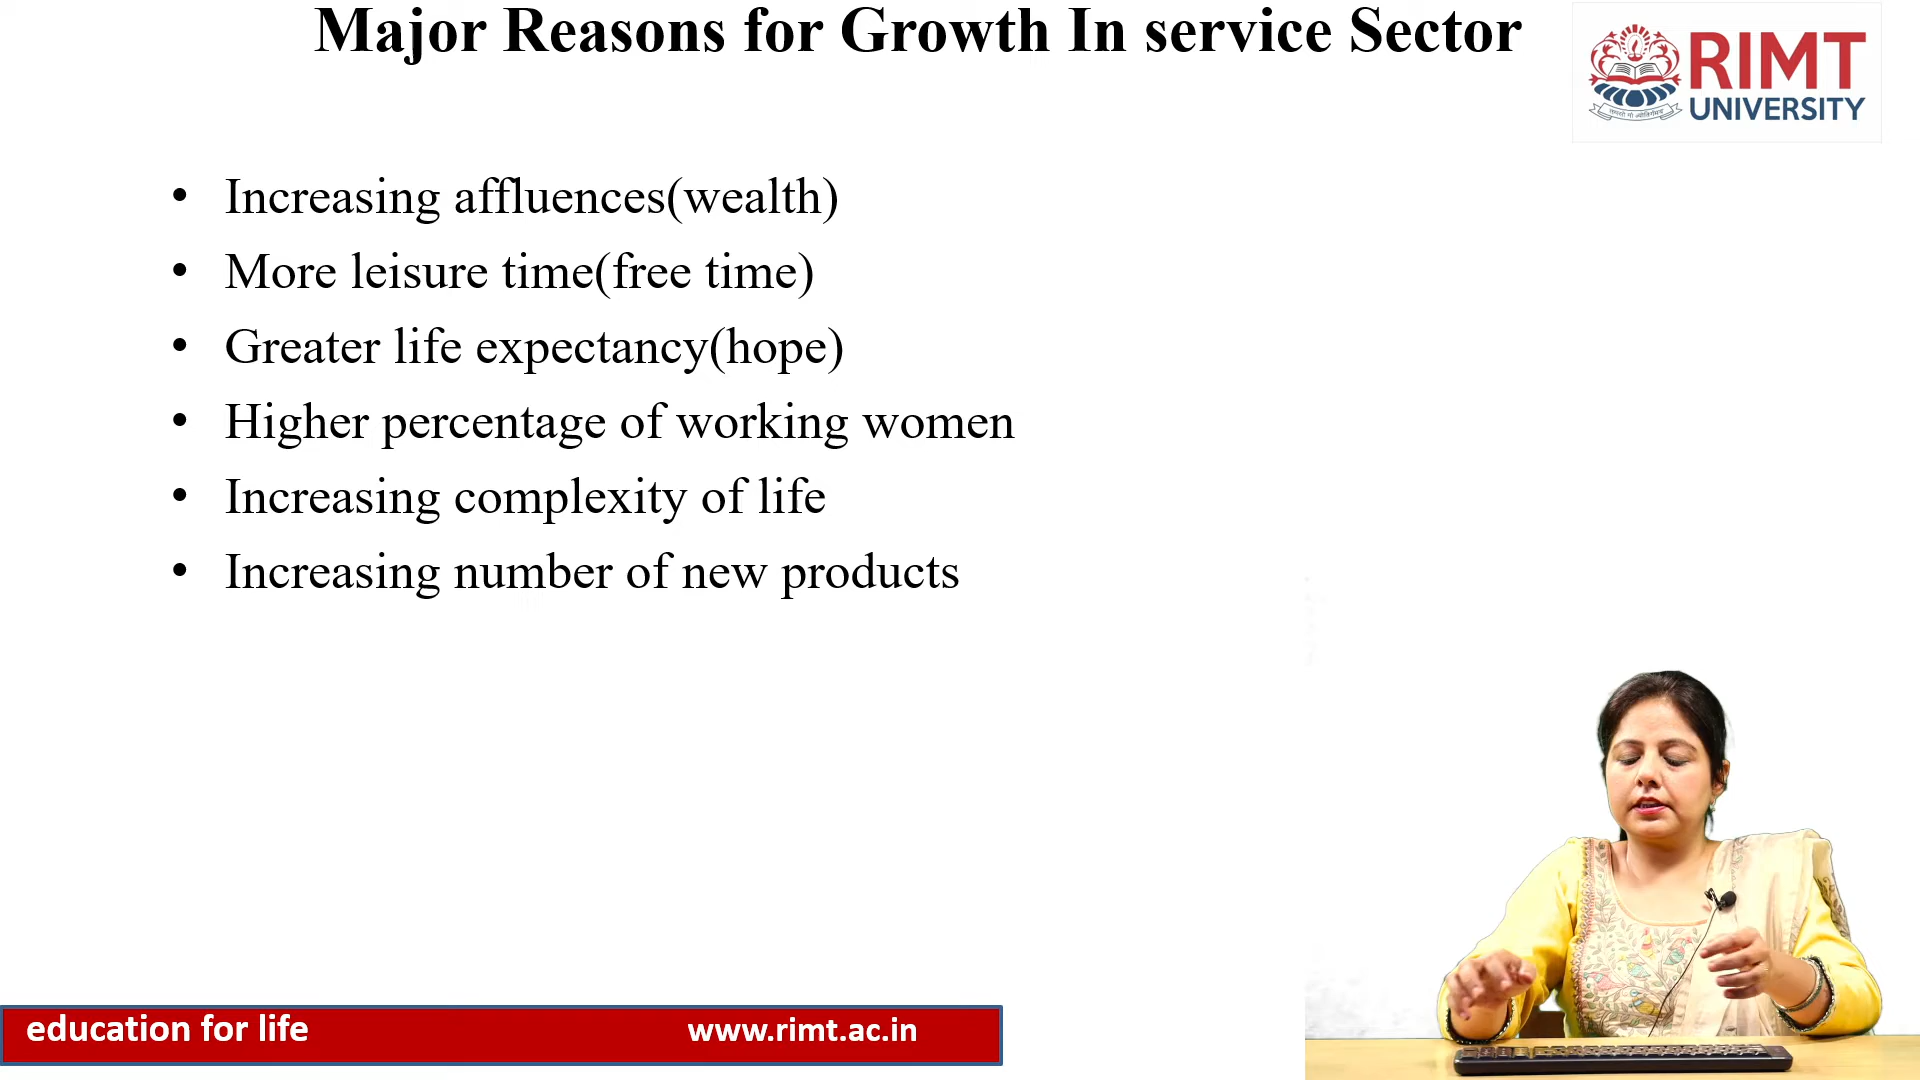 Major Reasons for Growth In service Sector
RIMT
UNIVERSITY
• Increasing affluences(wealth)
• More leisure time(free time)
• Greater life expectancy(hope)
• Higher percentage of working women
• Increasing complexity of life
• Increasing number of new products
education for life www.rimt.ac.in